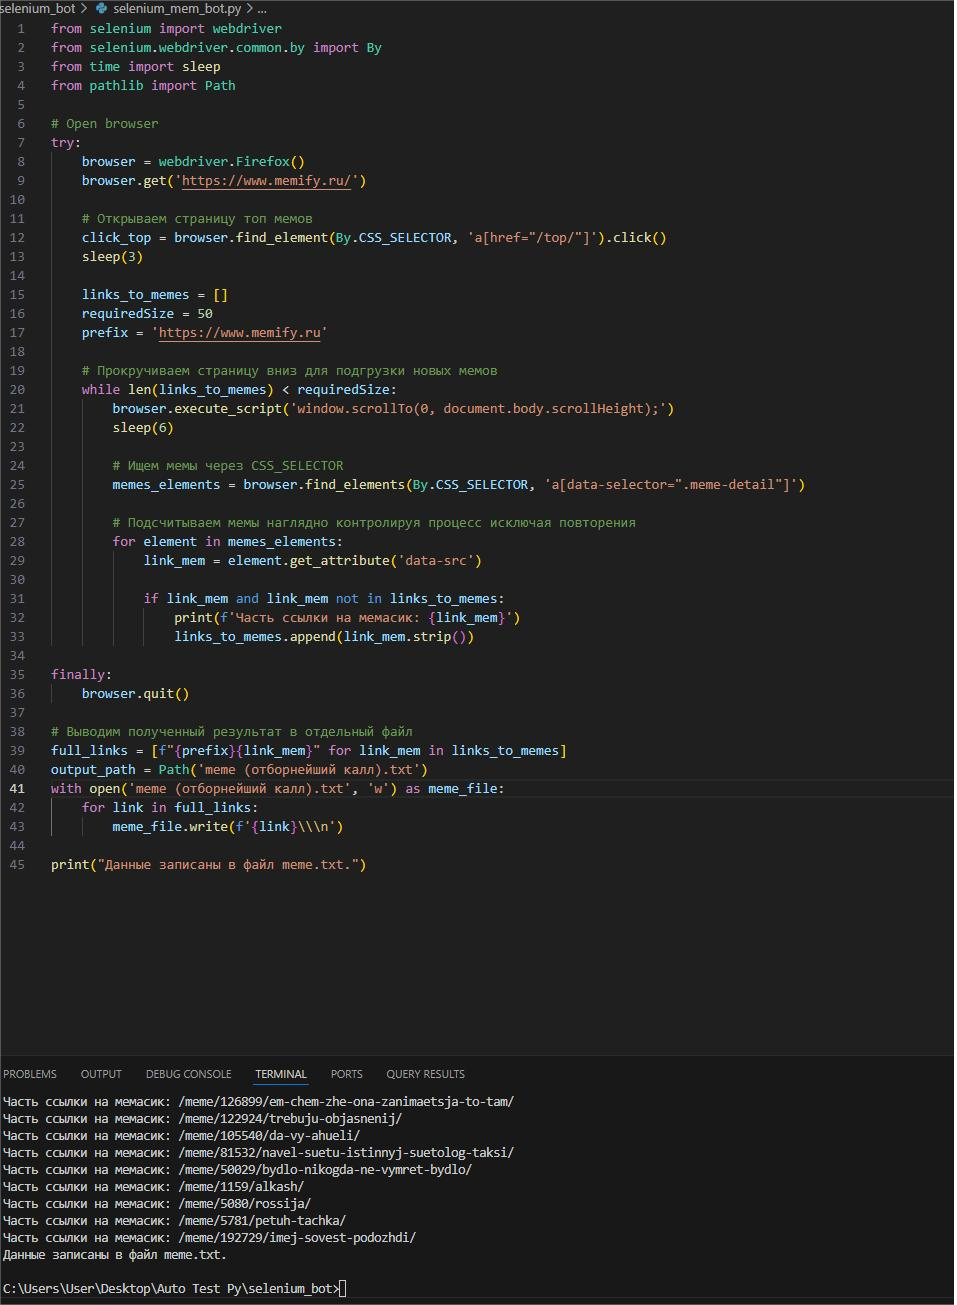 selenium_bot > selenium_mem_bot.py > ...
1 from selenium import webdriver
2 from selenium.webdriver.common.by import By
3 from time import sleep
4 from pathlib import Path
5
6 # Open browser
7 try:
8     browser = webdriver.Firefox()
9     browser.get('https://www.memify.ru/')
10
11     # Открываем страницу топ мемов
12     click_top = browser.find_element(By.CSS_SELECTOR, 'a[href="/top/"]').click()
13     sleep(3)
14
15     links_to_memes = []
16     requiredSize = 50
17     prefix = 'https://www.memify.ru'
18
19     # Прокручиваем страницу вниз для подгрузки новых мемов
20     while len(links_to_memes) < requiredSize:
21         browser.execute_script('window.scrollTo(0, document.body.scrollHeight);')
22         sleep(6)
23
24         # Ищем мемы через CSS_SELECTOR
25         memes_elements = browser.find_elements(By.CSS_SELECTOR, 'a[data-selector=".meme-detail"]')
26
27         # Подсчитываем мемы наглядно контролируя процесс исключая повторения
28         for element in memes_elements:
29             link_mem = element.get_attribute('data-src')
30
31             if link_mem and link_mem not in links_to_memes:
32                 print(f'Часть ссылки на мемасик: {link_mem}')
33                 links_to_memes.append(link_mem.strip())
34
35 finally:
36     browser.quit()
37
38 # Выводим полученный результат в отдельный файл
39 full_links = [f"{prefix}{link_mem}" for link_mem in links_to_memes]
40 output_path = Path('meme (отборнейший калл).txt')
41 with open('meme (отборнейший калл).txt', 'w') as meme_file:
42     for link in full_links:
43         meme_file.write(f'{link}\\\n')
44
45 print("Данные записаны в файл meme.txt.")
PROBLEMS OUTPUT DEBUG CONSOLE TERMINAL PORTS QUERY RESULTS
Часть ссылки на мемасик: /meme/126899/em-chem-zhe-ona-zanimaetsja-to-tam/
Часть ссылки на мемасик: /meme/122924/trebuju-objasnenij/
Часть ссылки на мемасик: /meme/105540/da-vy-ahueli/
Часть ссылки на мемасик: /meme/81532/navel-suetu-istinnyj-suetolog-taksi/
Часть ссылки на мемасик: /meme/50029/bydlo-nikogda-ne-vymret-bydlo/
Часть ссылки на мемасик: /meme/1159/alkash/
Часть ссылки на мемасик: /meme/5080/rossija/
Часть ссылки на мемасик: /meme/5781/petuh-tachka/
Часть ссылки на мемасик: /meme/192729/imej-sovest-podozhdi/
Данные записаны в файл meme.txt.
C:\Users\User\Desktop\Auto Test Py\selenium_bot>